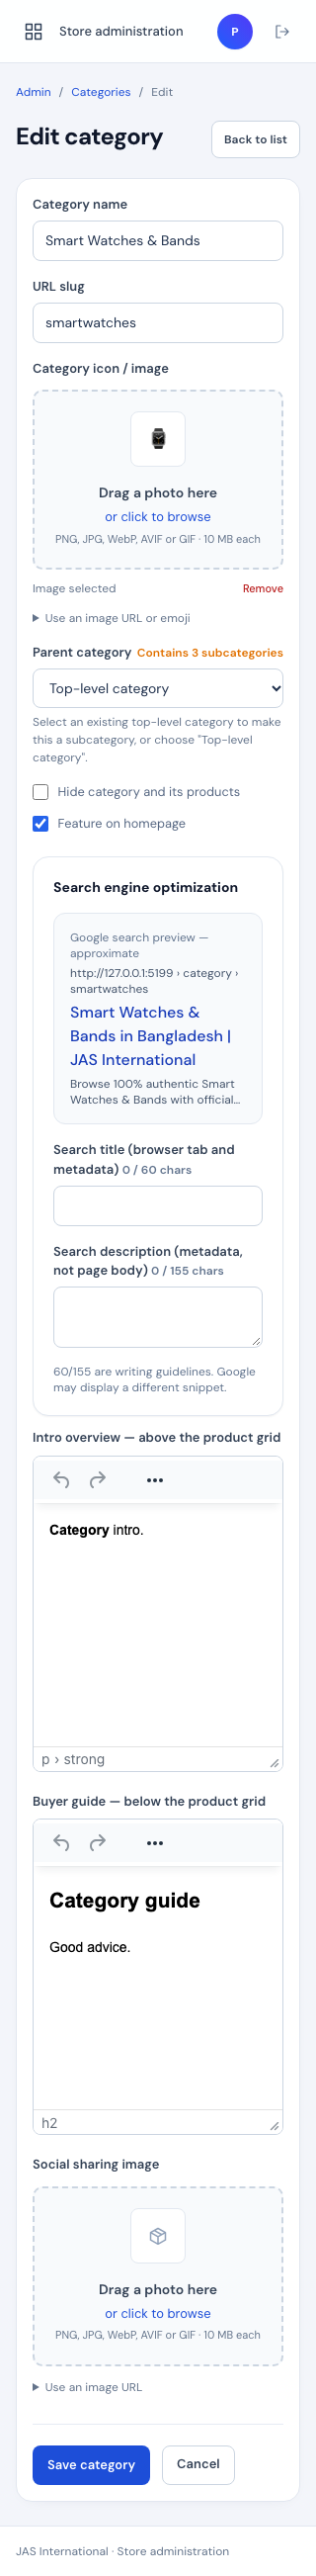 Store administration
P
Admin / Categories / Edit
Edit category
Back to list
Category name
Smart Watches & Bands
URL slug
smartwatches
Category icon / image
Drag a photo here
or click to browse
PNG, JPG, WebP, AVIF or GIF · 10 MB each
Image selected
Remove
Use an image URL or emoji
Parent category Contains 3 subcategories
Top-level category
Select an existing top-level category to make
this a subcategory, or choose "Top-level
category".
Hide category and its products
Feature on homepage
Search engine optimization
Google search preview —
approximate
http://127.0.0.1:5199 › category ›
smartwatches
Smart Watches &
Bands in Bangladesh |
JAS International
Browse 100% authentic Smart
Watches & Bands with official…
Search title (browser tab and
metadata) 0 / 60 chars
Search description (metadata,
not page body) 0 / 155 chars
60/155 are writing guidelines. Google
may display a different snippet.
Intro overview — above the product grid
Category intro.
p › strong
Buyer guide — below the product grid
Category guide
Good advice.
h2
Social sharing image
Drag a photo here
or click to browse
PNG, JPG, WebP, AVIF or GIF · 10 MB each
Use an image URL
Save category
Cancel
JAS International · Store administration